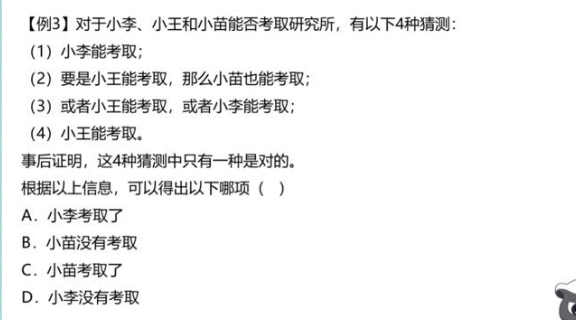 【例3】对于小李、小王和小苗能否考取研究所，有以下4种猜测：
（1）小李能考取；
（2）要是小王能考取，那么小苗也能考取；
（3）或者小王能考取，或者小李能考取；
（4）小王能考取。
事后证明，这4种猜测中只有一种是对的。
根据以上信息，可以得出以下哪项（ ）
A．小李考取了
B．小苗没有考取
C．小苗考取了
D．小李没有考取